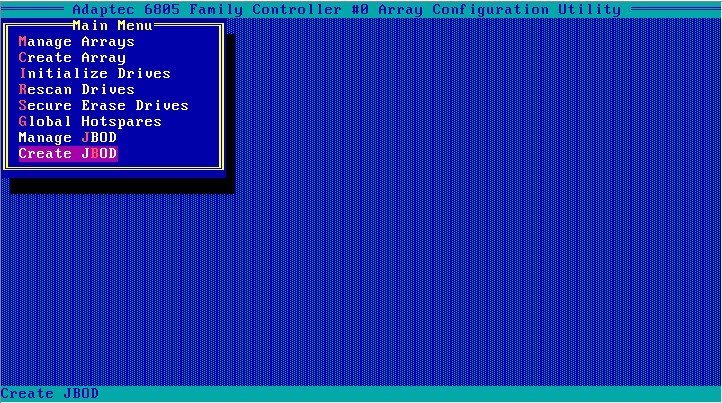 Adaptec 6805 Family Controller #0 Array Configuration Utility
Main Menu
Manage Arrays
Create Array
Initialize Drives
Rescan Drives
Secure Erase Drives
Global Hotspares
Manage JBOD
Create JBOD
Create JBOD